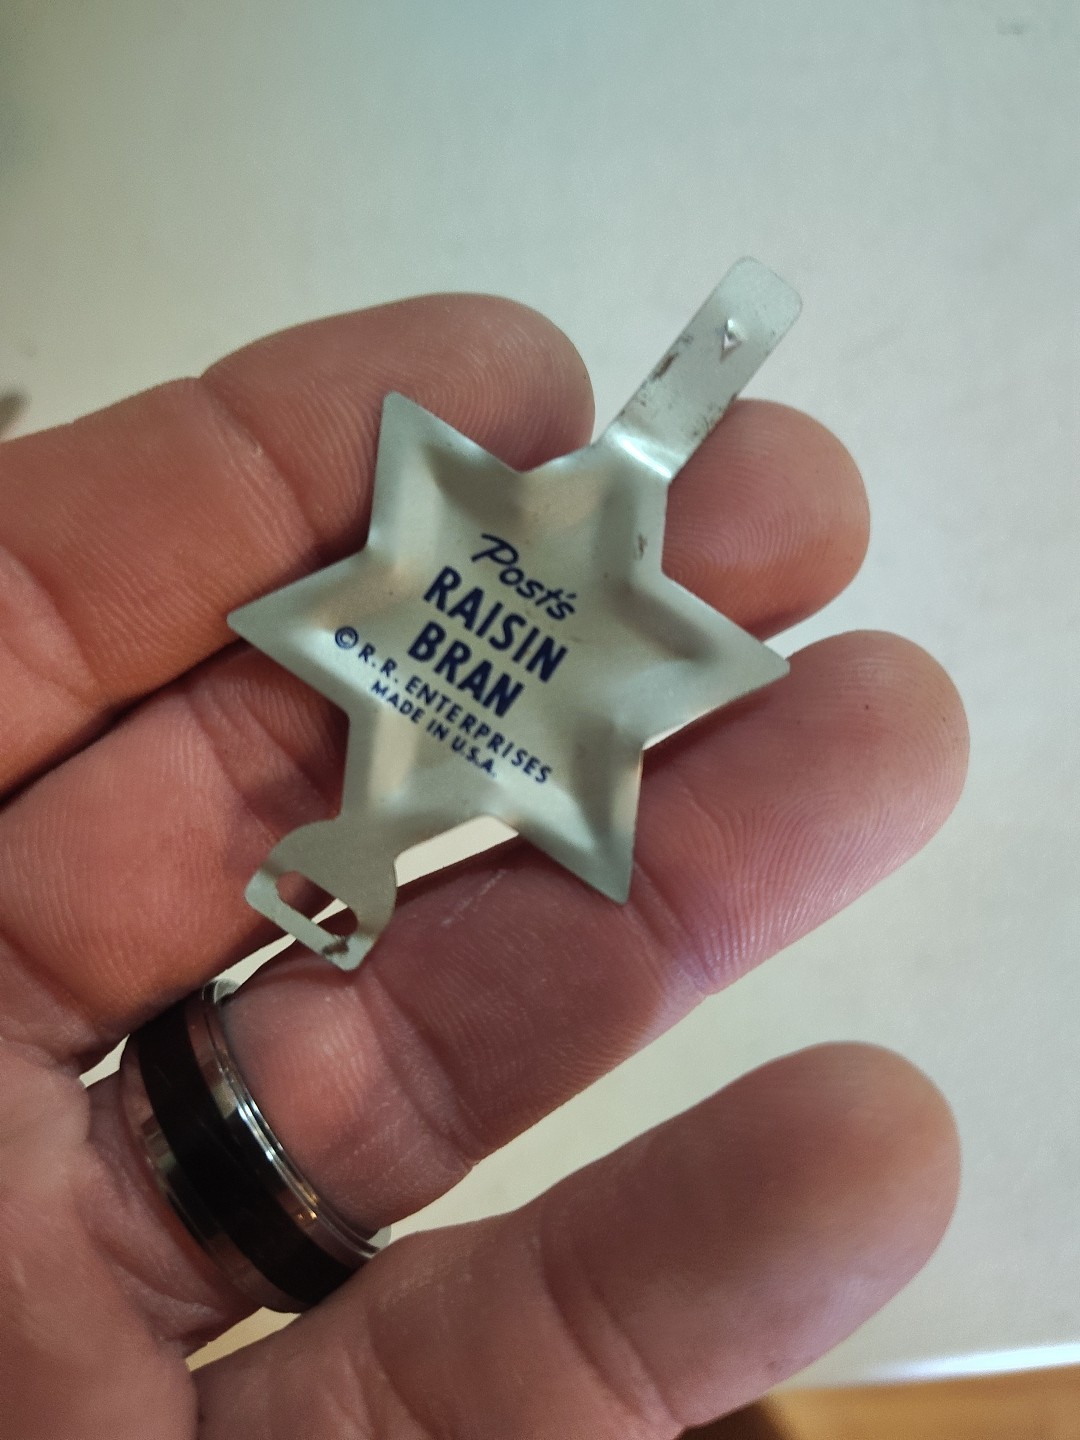 Post's
RAISIN
BRAN
© R.R. ENTERPRISES
MADE IN U.S.A.